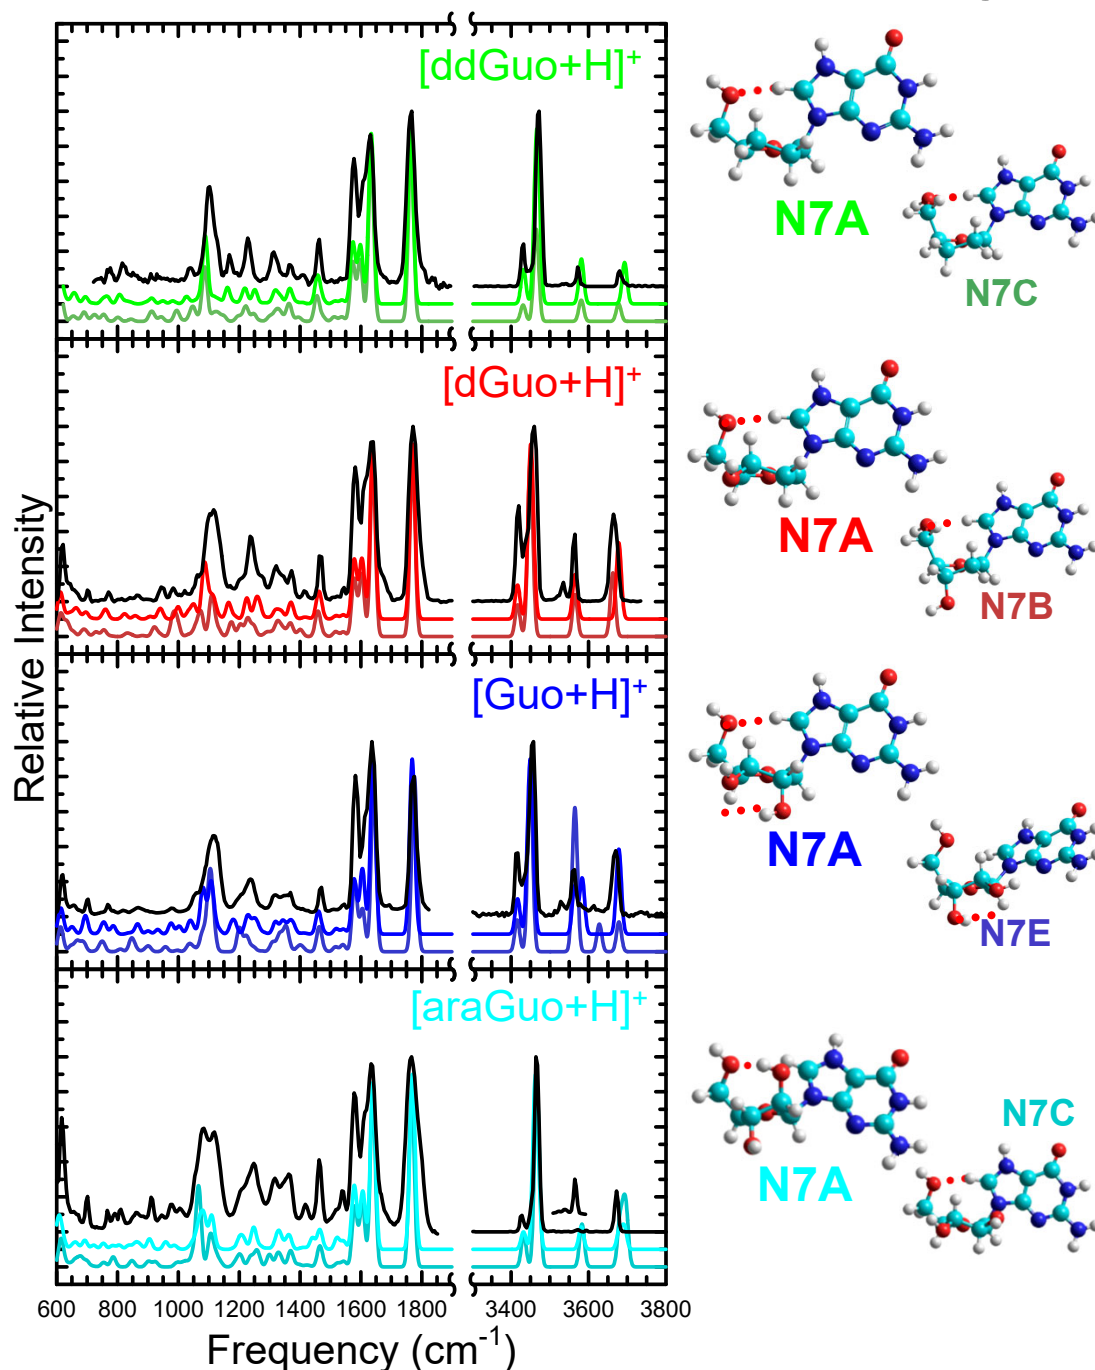 [ddGuo+H]⁺
N7A
N7C
[dGuo+H]⁺
N7A
N7B
[Guo+H]⁺
N7A
N7E
[araGuo+H]⁺
N7C
N7A
Relative Intensity
600 800 1000 1200 1400 1600 1800 3400 3600 3800
Frequency (cm⁻¹)